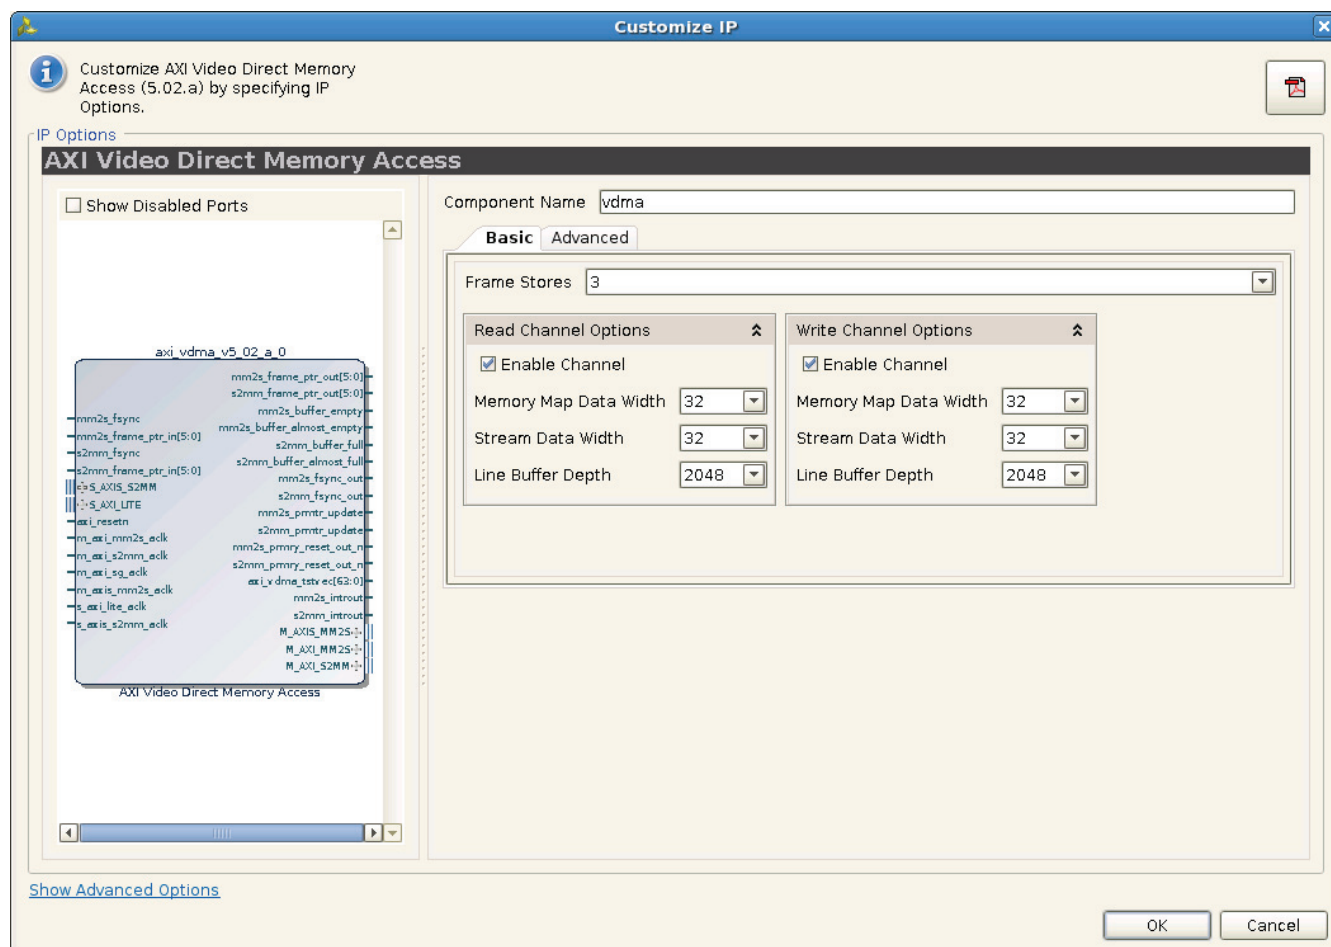 Customize IP
Customize AXI Video Direct Memory
Access (5.02.a) by specifying IP
Options.
IP Options
AXI Video Direct Memory Access
Show Disabled Ports
axi_vdma_v5_02_a_0
mm2s_fsync
mm2s_frame_ptr_in[5:0]
s2mm_fsync
s2mm_frame_ptr_in[5:0]
S_AXIS_S2MM
S_AXI_LITE
axi_resetn
m_axi_mm2s_aclk
m_axi_s2mm_aclk
m_axi_sg_aclk
m_axis_mm2s_aclk
s_axi_lite_aclk
s_axis_s2mm_aclk
mm2s_frame_ptr_out[5:0]
s2mm_frame_ptr_out[5:0]
mm2s_buffer_empty
mm2s_buffer_almost_empty
s2mm_buffer_full
s2mm_buffer_almost_full
mm2s_fsync_out
s2mm_fsync_out
mm2s_prmtr_update
s2mm_prmtr_update
mm2s_prmry_reset_out_n
s2mm_prmry_reset_out_n
axi_vdma_tstvec[63:0]
mm2s_introut
s2mm_introut
M_AXIS_MM2S
M_AXI_MM2S
M_AXI_S2MM
AXI Video Direct Memory Access
Component Name vdma
Basic Advanced
Frame Stores 3
Read Channel Options
Enable Channel
Memory Map Data Width 32
Stream Data Width 32
Line Buffer Depth 2048
Write Channel Options
Enable Channel
Memory Map Data Width 32
Stream Data Width 32
Line Buffer Depth 2048
Show Advanced Options
OK Cancel